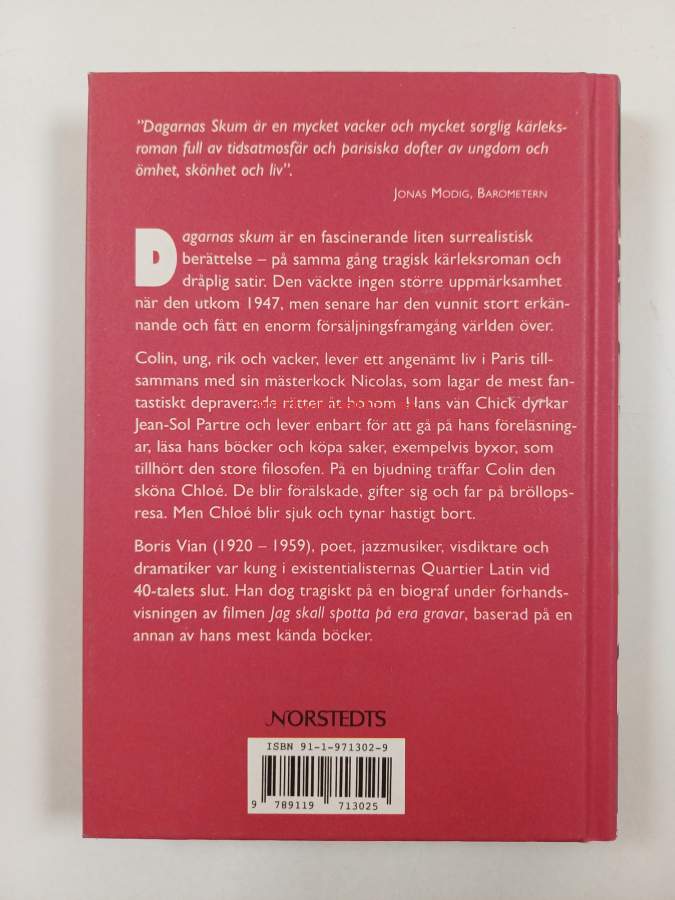 ”Dagarnas Skum är en mycket vacker och mycket sorglig kärleks-
roman full av tidsatmosfär och parisiska dofter av ungdom och
ömhet, skönhet och liv”.
JONAS MODIG, BAROMETERN
Dagarnas skum är en fascinerande liten surrealistisk
berättelse – på samma gång tragisk kärleksroman och
dråplig satir. Den väckte ingen större uppmärksamhet
när den utkom 1947, men senare har den vunnit stort erkän-
nande och fått en enorm försäljningsframgång världen över.
Colin, ung, rik och vacker, lever ett angenämt liv i Paris till-
sammans med sin mästerkock Nicolas, som lagar de mest fan-
tastiskt depraverade rätter åt honom. Hans vän Chick dyrkar
Jean-Sol Partre och lever enbart för att gå på hans föreläsning-
ar, läsa hans böcker och köpa saker, exempelvis byxor, som
tillhört den store filosofen. På en bjudning träffar Colin den
sköna Chloé. De blir förälskade, gifter sig och far på bröllops-
resa. Men Chloé blir sjuk och tynar hastigt bort.
Boris Vian (1920 – 1959), poet, jazzmusiker, visdiktare och
dramatiker var kung i existentialisternas Quartier Latin vid
40-talets slut. Han dog tragiskt på en biograf under förhands-
visningen av filmen Jag skall spotta på era gravar, baserad på en
annan av hans mest kända böcker.
NORSTEDTS
ISBN 91-1-971302-9
9 789119 713025